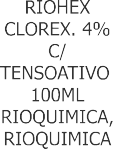 RIOHEX
CLOREX. 4%
C/
TENSOATIVO
100ML
RIOQUIMICA,
RIOQUIMICA